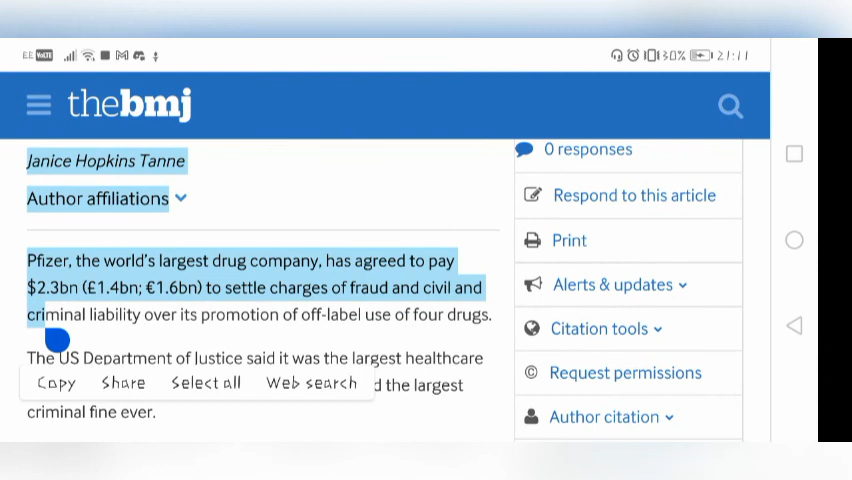 EE VoLTE 30% 21:11
thebmj
Janice Hopkins Tanne
Author affiliations
Pfizer, the world's largest drug company, has agreed to pay
$2.3bn (£1.4bn; €1.6bn) to settle charges of fraud and civil and
criminal liability over its promotion of off-label use of four drugs.
The US Department of Justice said it was the largest healthcare
d the largest
criminal fine ever.
Copy Share Select all Web search
0 responses
Respond to this article
Print
Alerts & updates
Citation tools
© Request permissions
Author citation